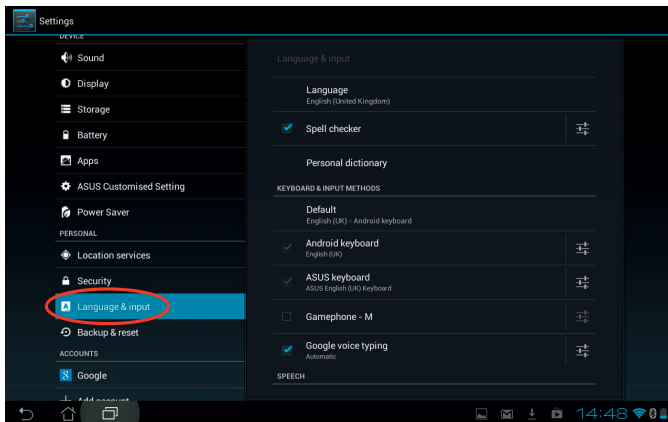 Settings
DEVICE
Sound
Display
Storage
Battery
Apps
ASUS Customised Setting
Power Saver
PERSONAL
Location services
Security
Language & input
Backup & reset
ACCOUNTS
Google
Add account
Language & input
Language
English (United Kingdom)
Spell checker
Personal dictionary
KEYBOARD & INPUT METHODS
Default
English (UK) - Android keyboard
Android keyboard
English (UK)
ASUS keyboard
ASUS English (UK) Keyboard
Gamephone - M
Google voice typing
Automatic
SPEECH
14:48